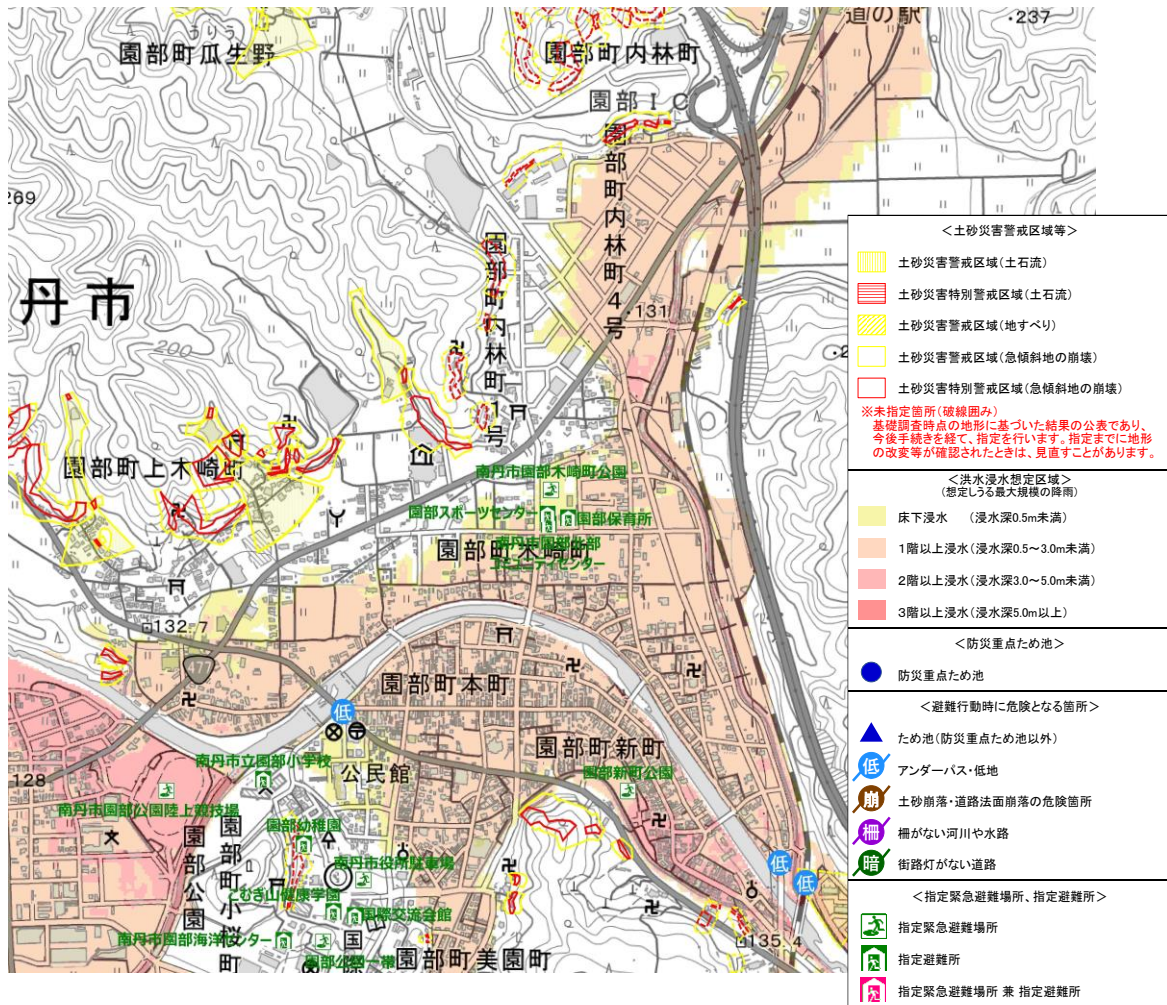 道の駅
・237
うりう
園部町瓜生野
園部町内林町
園部IC
園部町内林町4号
269
150
園部町内林町1号
丹市
・131
200
園部町上木崎町
南丹市園部木崎町公園
園部スポーツセンター
園部保育所
園部町木崎町
南丹市園部北部
コミュニティセンター
132.7
477
園部町本町
低
園部町新町
南丹市立園部小学校
公民館
園部新町公園
128
南丹市園部公園陸上競技場
園部公園
園部町小桜町
園部幼稚園
南丹市役所駐車場
こむぎ山健康学園
国際交流会館
低
低
南丹市園部海洋センター
園部公園一帯
園部町美園町
135.4
＜土砂災害警戒区域等＞
土砂災害警戒区域(土石流)
土砂災害特別警戒区域(土石流)
土砂災害警戒区域(地すべり)
土砂災害警戒区域(急傾斜地の崩壊)
土砂災害特別警戒区域(急傾斜地の崩壊)
※未指定箇所(破線囲み)
基礎調査時点の地形に基づいた結果の公表であり、
今後手続きを経て、指定を行います。指定までに地形
の改変等が確認されたときは、見直すことがあります。
＜洪水浸水想定区域＞
(想定しうる最大規模の降雨)
床下浸水　(浸水深0.5m未満)
1階以上浸水(浸水深0.5～3.0m未満)
2階以上浸水(浸水深3.0～5.0m未満)
3階以上浸水(浸水深5.0m以上)
＜防災重点ため池＞
防災重点ため池
＜避難行動時に危険となる箇所＞
ため池(防災重点ため池以外)
低 アンダーパス・低地
崩 土砂崩落・道路法面崩落の危険箇所
柵 柵がない河川や水路
暗 街路灯がない道路
＜指定緊急避難場所、指定避難所＞
指定緊急避難場所
指定避難所
指定緊急避難場所 兼 指定避難所